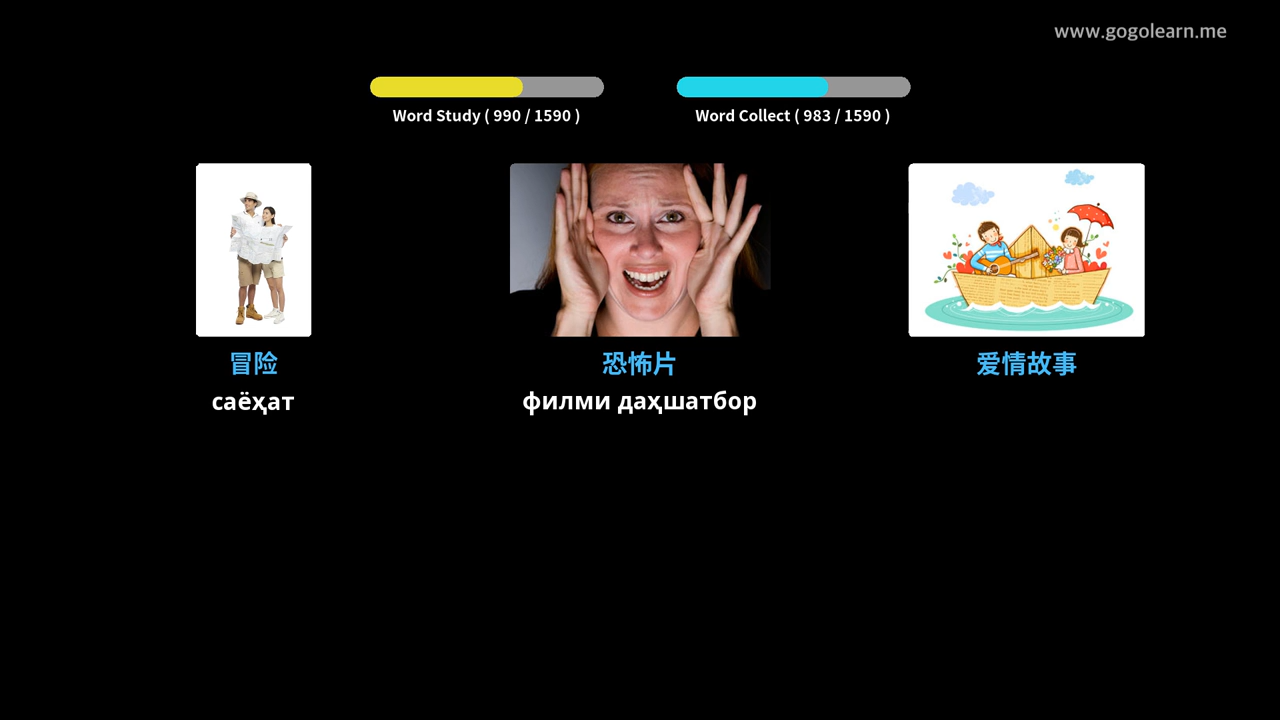 www.gogolearn.me
Word Study ( 990 / 1590 )
Word Collect ( 983 / 1590 )
冒险
恐怖片
爱情故事
саёҳат
филми даҳшатбор